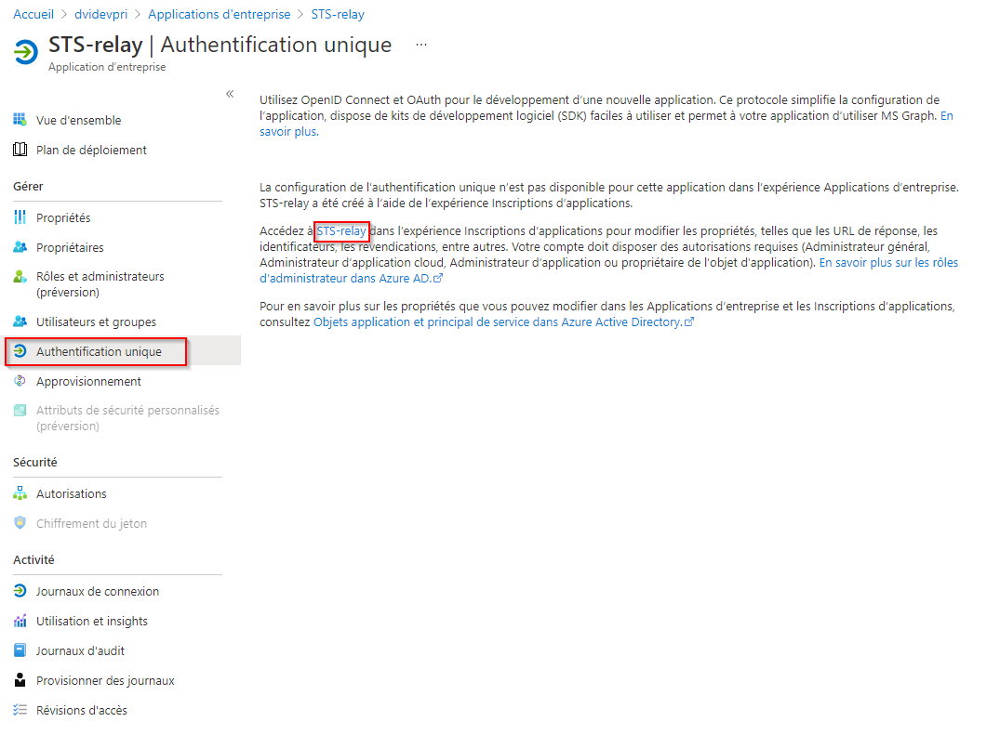 Accueil > dvidevpri > Applications d'entreprise > STS-relay
STS-relay | Authentification unique ...
Application d'entreprise
«
Vue d'ensemble
Plan de déploiement
Gérer
Propriétés
Propriétaires
Rôles et administrateurs
(préversion)
Utilisateurs et groupes
Authentification unique
Approvisionnement
Attributs de sécurité personnalisés
(préversion)
Sécurité
Autorisations
Chiffrement du jeton
Activité
Journaux de connexion
Utilisation et insights
Journaux d'audit
Provisionner des journaux
Révisions d'accès
Utilisez OpenID Connect et OAuth pour le développement d'une nouvelle application. Ce protocole simplifie la configuration de
l'application, dispose de kits de développement logiciel (SDK) faciles à utiliser et permet à votre application d'utiliser MS Graph. En
savoir plus.
La configuration de l'authentification unique n'est pas disponible pour cette application dans l'expérience Applications d'entreprise.
STS-relay a été créé à l'aide de l'expérience Inscriptions d'applications.
Accédez à STS-relay dans l'expérience Inscriptions d'applications pour modifier les propriétés, telles que les URL de réponse, les
identificateurs, les revendications, entre autres. Votre compte doit disposer des autorisations requises (Administrateur général,
Administrateur d'application cloud, Administrateur d'application ou propriétaire de l'objet d'application). En savoir plus sur les rôles
d'administrateur dans Azure AD.
Pour en savoir plus sur les propriétés que vous pouvez modifier dans les Applications d'entreprise et les Inscriptions d'applications,
consultez Objets application et principal de service dans Azure Active Directory.